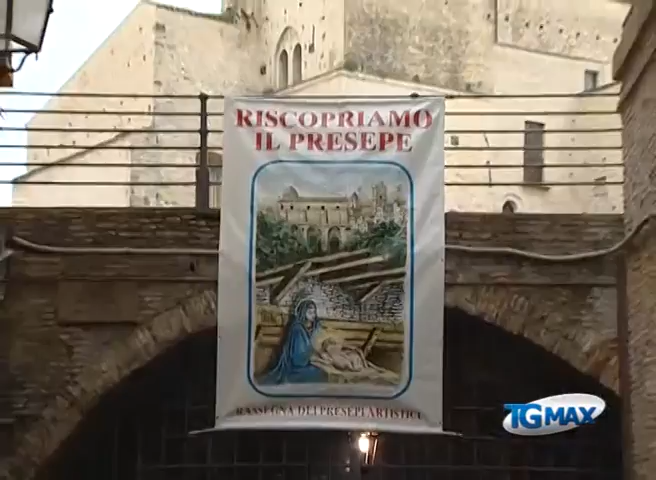 RISCOPRIAMO
IL PRESEPE
RASSEGNA DEI PRESEPI ARTISTICI
TGMAX